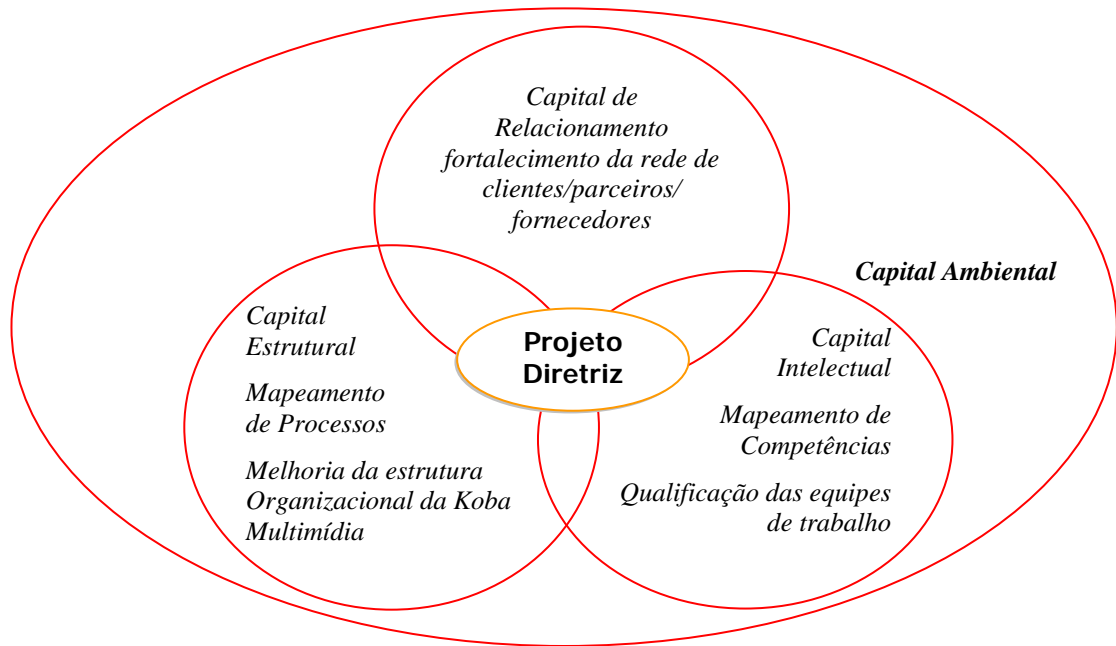 Capital de
Relacionamento
fortalecimento da rede de
clientes/parceiros/
fornecedores
Capital Ambiental
Capital
Estrutural
Mapeamento
de Processos
Melhoria da estrutura
Organizacional da Koba
Multimídia
Projeto
Diretriz
Capital
Intelectual
Mapeamento de
Competências
Qualificação das equipes
de trabalho